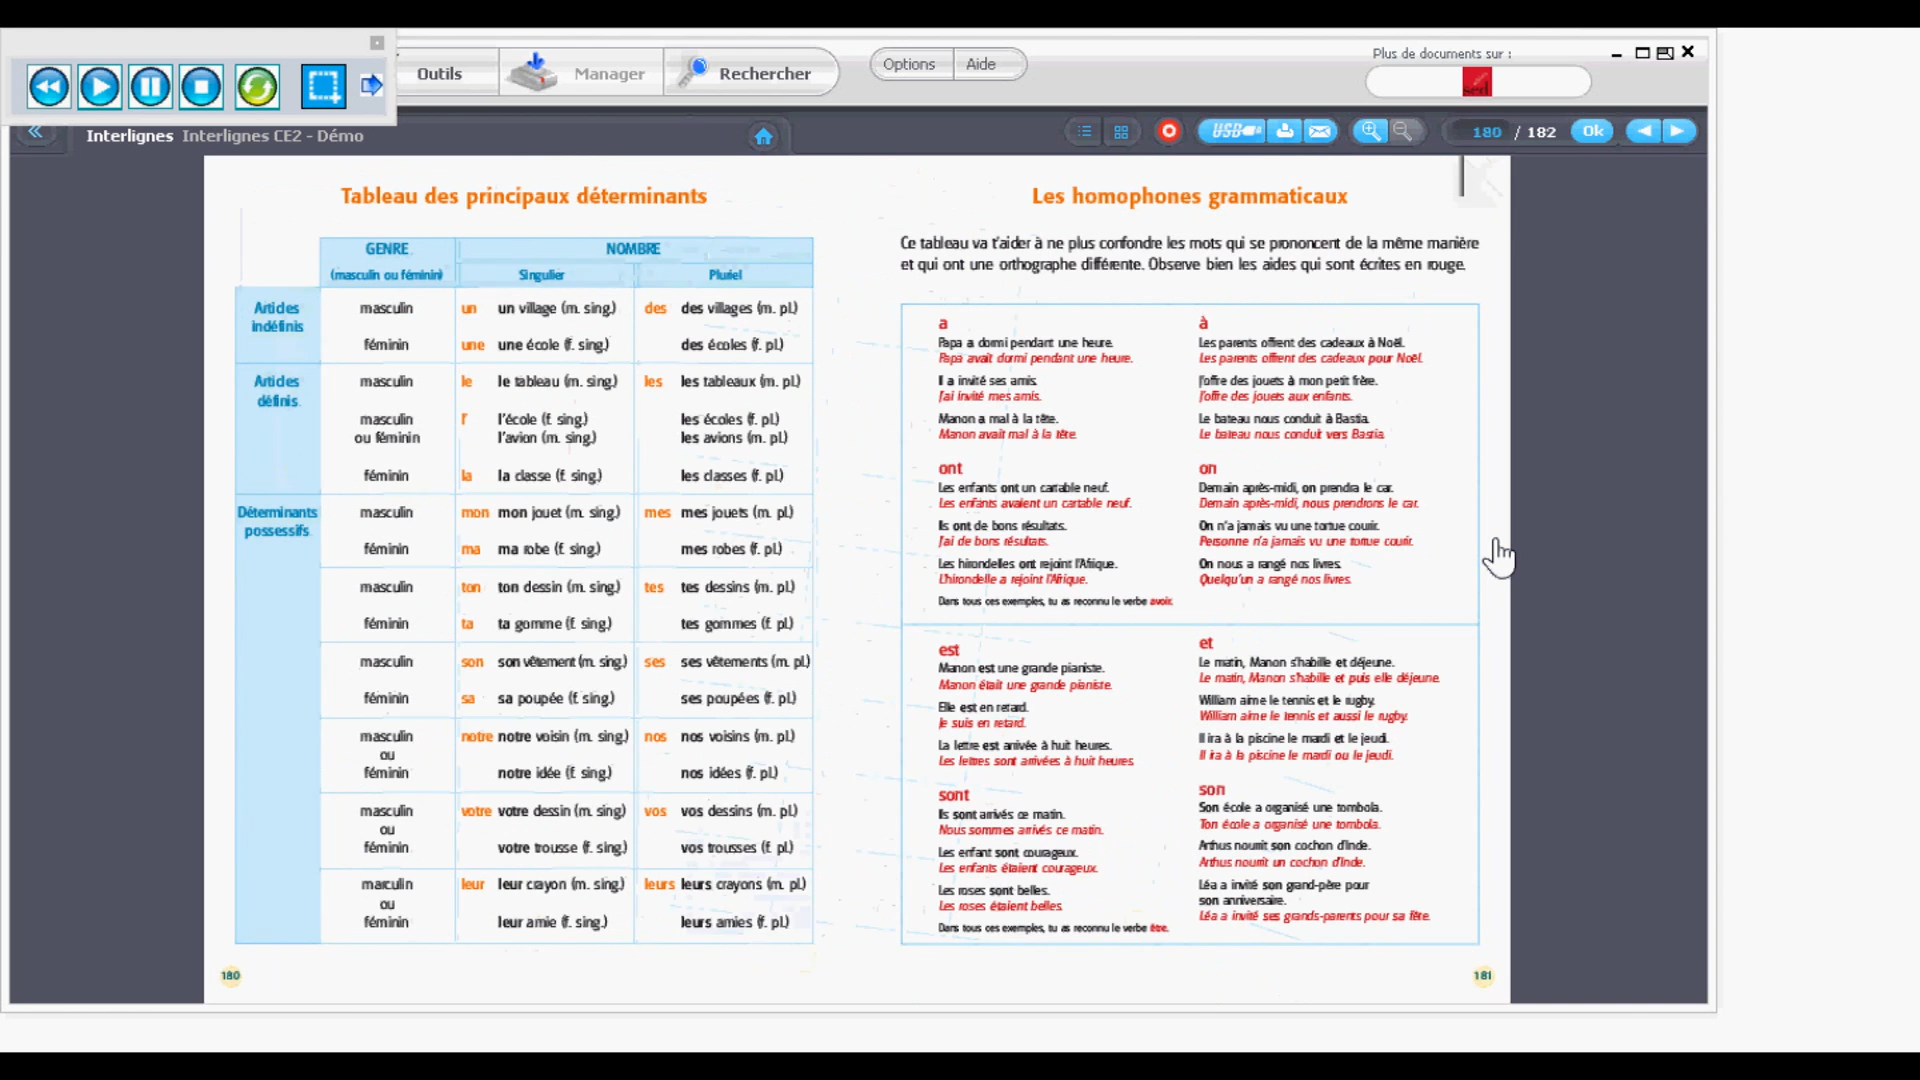 Outils
Manager
Rechercher
Options
Aide
Plus de documents sur :
sed
Interlignes Interlignes CE2 - Démo
USB
180 / 182 Ok
Tableau des principaux déterminants
GENRE NOMBRE
(masculin ou féminin) Singulier Pluriel
Articles indéfinis
masculin un un village (m. sing.) des des villages (m. pl.)
féminin une une école (f. sing.) des écoles (f. pl.)
Articles définis
masculin le le tableau (m. sing.) les les tableaux (m. pl.)
masculin l' l'école (f. sing.) les écoles (f. pl.)
ou féminin l'avion (m. sing.) les avions (m. pl.)
féminin la la classe (f. sing.) les classes (f. pl.)
Déterminants possessifs
masculin mon mon jouet (m. sing.) mes mes jouets (m. pl.)
féminin ma ma robe (f. sing.) mes robes (f. pl.)
masculin ton ton dessin (m. sing.) tes tes dessins (m. pl.)
féminin ta ta gomme (f. sing.) tes gommes (f. pl.)
masculin son son vêtement (m. sing.) ses ses vêtements (m. pl.)
féminin sa sa poupée (f. sing.) ses poupées (f. pl.)
masculin notre notre voisin (m. sing.) nos nos voisins (m. pl.)
ou
féminin notre idée (f. sing.) nos idées (f. pl.)
masculin votre votre dessin (m. sing.) vos vos dessins (m. pl.)
ou
féminin votre trousse (f. sing.) vos trousses (f. pl.)
marculin leur leur crayon (m. sing.) leurs leurs crayons (m. pl.)
ou
féminin leur amie (f. sing.) leurs amies (f. pl.)
180
Les homophones grammaticaux
Ce tableau va t'aider à ne plus confondre les mots qui se prononcent de la même manière
et qui ont une orthographe différente. Observe bien les aides qui sont écrites en rouge.
a
Papa a dormi pendant une heure.
Papa avait dormi pendant une heure.
Il a invité ses amis.
J'ai invité mes amis.
Manon a mal à la tête.
Manon avait mal à la tête.
à
Les parents offrent des cadeaux à Noël.
Les parents offrent des cadeaux pour Noël.
J'offre des jouets à mon petit frère.
J'offre des jouets aux enfants.
Le bateau nous conduit à Bastia.
Le bateau nous conduit vers Bastia.
ont
Les enfants ont un cartable neuf.
Les enfants avaient un cartable neuf.
Ils ont de bons résultats.
J'ai de bons résultats.
Les hirondelles ont rejoint l'Afrique.
L'hirondelle a rejoint l'Afrique.
Dans tous ces exemples, tu as reconnu le verbe avoir.
on
Demain après-midi, on prendra le car.
Demain après-midi, nous prendrons le car.
On n'a jamais vu une tortue courir.
Personne n'a jamais vu une tortue courir.
On nous a rangé nos livres.
Quelqu'un a rangé nos livres.
est
Manon est une grande pianiste.
Manon était une grande pianiste.
Elle est en retard.
Je suis en retard.
La lettre est arrivée à huit heures.
Les lettres sont arrivées à huit heures.
et
Le matin, Manon s'habille et déjeune.
Le matin, Manon s'habille et puis elle déjeune.
William aime le tennis et le rugby.
William aime le tennis et aussi le rugby.
Il ira à la piscine le mardi et le jeudi.
Il ira à la piscine le mardi ou le jeudi.
sont
Ils sont arrivés ce matin.
Nous sommes arrivés ce matin.
Les enfant sont courageux.
Les enfants étaient courageux.
Les roses sont belles.
Les roses étaient belles.
Dans tous ces exemples, tu as reconnu le verbe être.
son
Son école a organisé une tombola.
Ton école a organisé une tombola.
Arthus nourrit son cochon d'Inde.
Arthus nourrit un cochon d'Inde.
Léa a invité son grand-père pour
son anniversaire.
Léa a invité ses grands-parents pour sa fête.
181